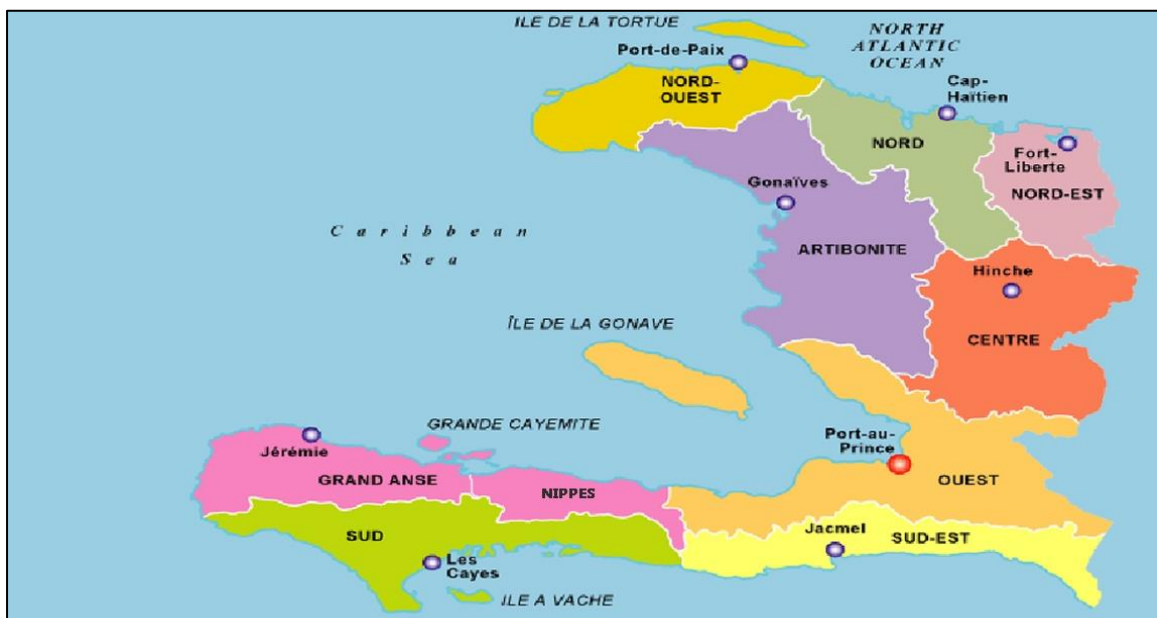 ILE DE LA TORTUE
NORTH
ATLANTIC
OCEAN
Port-de-Paix
NORD-
OUEST
Cap-
Haïtien
NORD
Fort-
Liberte
NORD-EST
Gonaïves
ARTIBONITE
Caribbean
Sea
Hinche
CENTRE
ÎLE DE LA GONAVE
GRANDE CAYEMITE
Port-au-
Prince
Jérémie
GRAND ANSE
NIPPES
OUEST
SUD
Jacmel
SUD-EST
Les
Cayes
ILE A VACHE